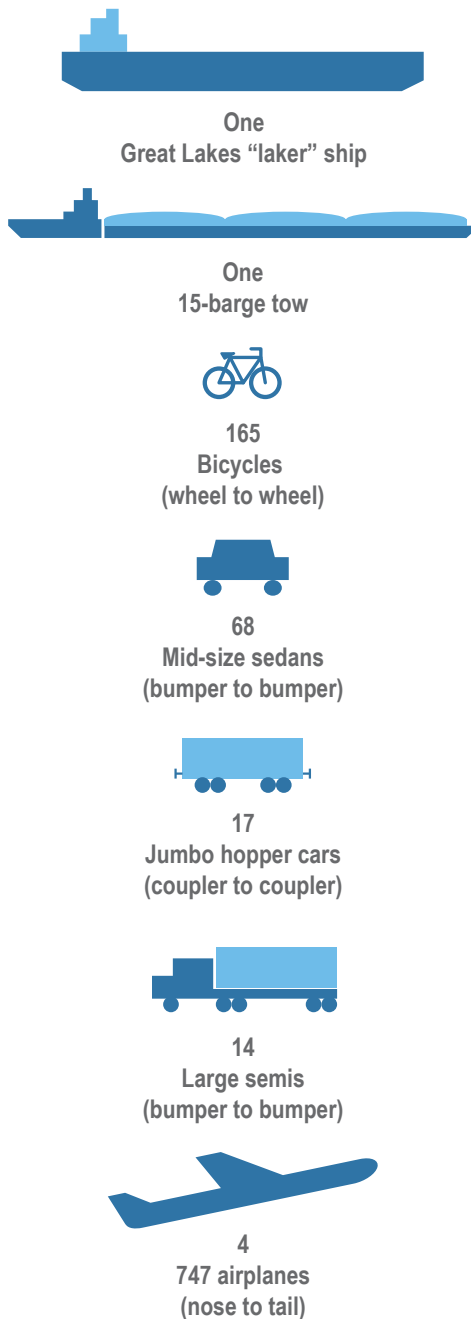 One
Great Lakes “laker” ship
One
15-barge tow
165
Bicycles
(wheel to wheel)
68
Mid-size sedans
(bumper to bumper)
17
Jumbo hopper cars
(coupler to coupler)
14
Large semis
(bumper to bumper)
4
747 airplanes
(nose to tail)